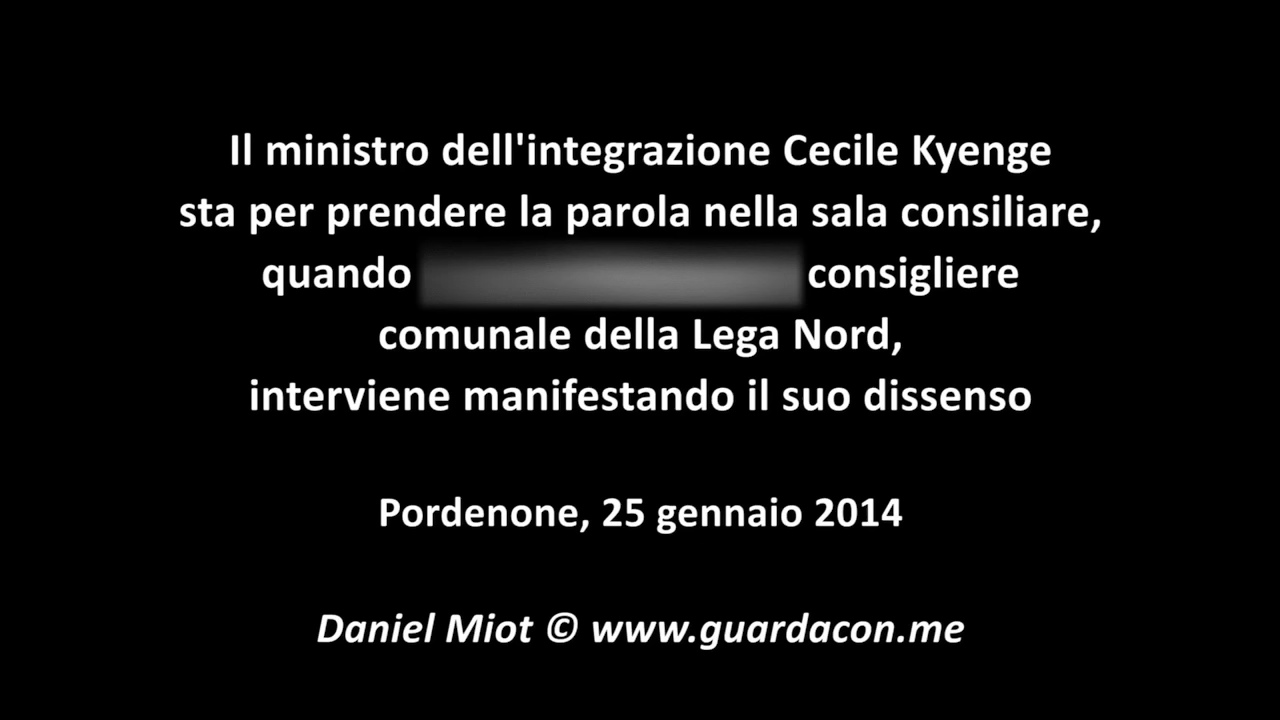 Il ministro dell'integrazione Cecile Kyenge
sta per prendere la parola nella sala consiliare,
quando consigliere
comunale della Lega Nord,
interviene manifestando il suo dissenso
Pordenone, 25 gennaio 2014
Daniel Miot © www.guardacon.me